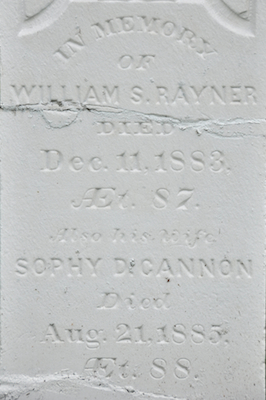 IN MEMORY
OF
WILLIAM S. RAYNER
DIED
Dec. 11, 1883.
Æt. 87.
Also his wife
SOPHY D. CANNON
Died
Aug. 21, 1885.
Æt. 88.